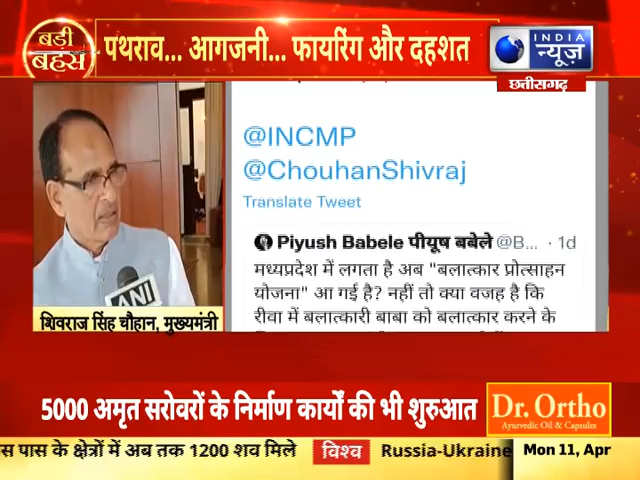 बड़ी
बहस
पथराव... आगजनी... फायरिंग और दहशत
INDIA
न्यूज़
छत्तीसगढ़
@INCMP
@ChouhanShivraj
Translate Tweet
Piyush Babele पीयूष बबेले @B... · 1d
मध्यप्रदेश में लगता है अब "बलात्कार प्रोत्साहन
योजना" आ गई है? नहीं तो क्या वजह है कि
रीवा में बलात्कारी बाबा को बलात्कार करने के
ANI
शिवराज सिंह चौहान, मुख्यमंत्री
5000 अमृत सरोवरों के निर्माण कार्यों की भी शुरुआत
Dr. Ortho
Ayurvedic Oil & Capsules
स पास के क्षेत्रों में अब तक 1200 शव मिले
विश्व
Russia-Ukraine
Mon 11, Apr